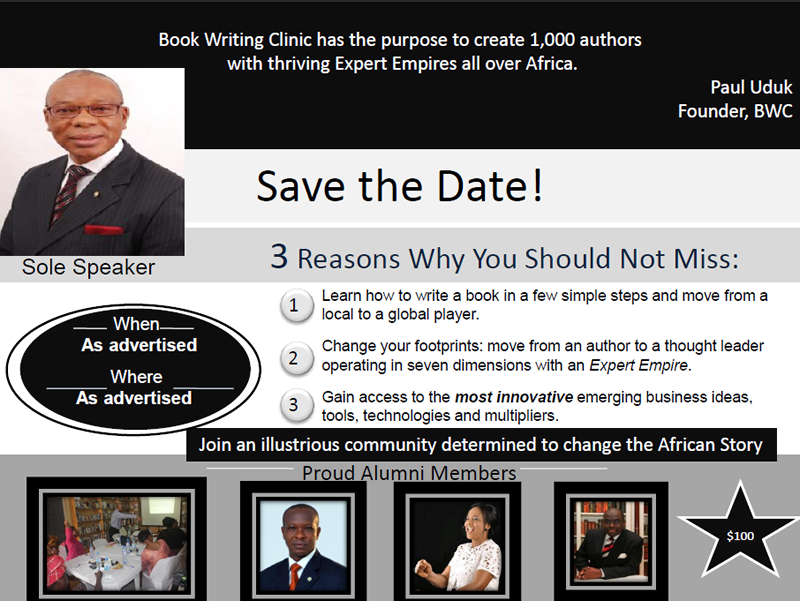 Book Writing Clinic has the purpose to create 1,000 authors
with thriving Expert Empires all over Africa.
Paul Uduk
Founder, BWC
Save the Date!
Sole Speaker
3 Reasons Why You Should Not Miss:
1
Learn how to write a book in a few simple steps and move from a
local to a global player.
2
Change your footprints: move from an author to a thought leader
operating in seven dimensions with an Expert Empire.
3
Gain access to the most innovative emerging business ideas,
tools, technologies and multipliers.
When
As advertised
Where
As advertised
Join an illustrious community determined to change the African Story
Proud Alumni Members
$100